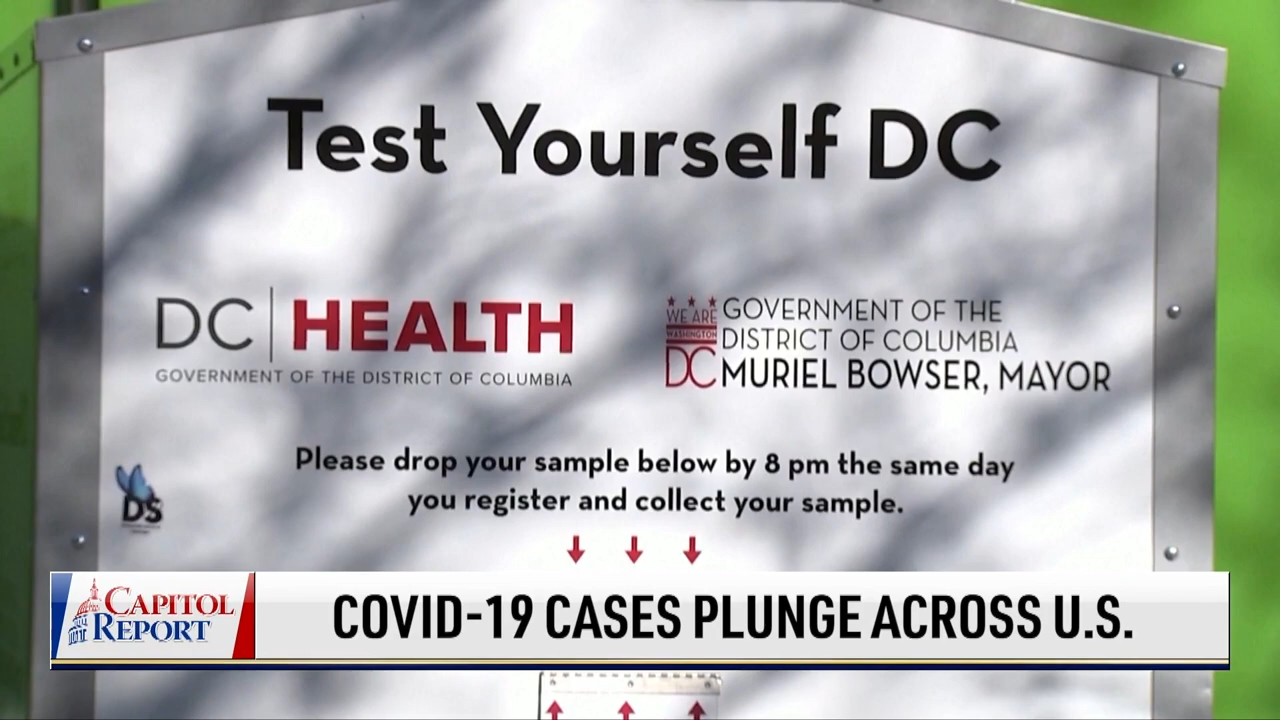 Test Yourself DC
DC HEALTH
GOVERNMENT OF THE DISTRICT OF COLUMBIA
WE ARE
WASHINGTON
DC
GOVERNMENT OF THE
DISTRICT OF COLUMBIA
MURIEL BOWSER, MAYOR
Please drop your sample below by 8 pm the same day
you register and collect your sample.
DS
CAPITOL
REPORT
COVID-19 CASES PLUNGE ACROSS U.S.